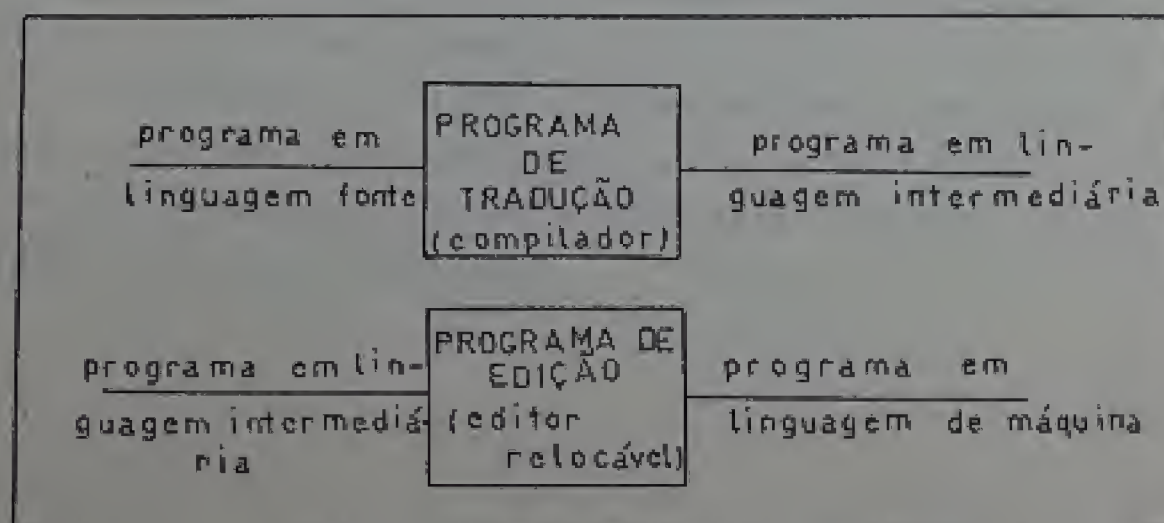 programa em
linguagem fonte
PROGRAMA
DE
TRADUÇÃO
(compilador)
programa em lin-
guagem intermediária
programa em lin-
guagem intermediá-
ria
PROGRAMA DE
EDIÇÃO
(editor
relocável)
programa em
linguagem de máquina